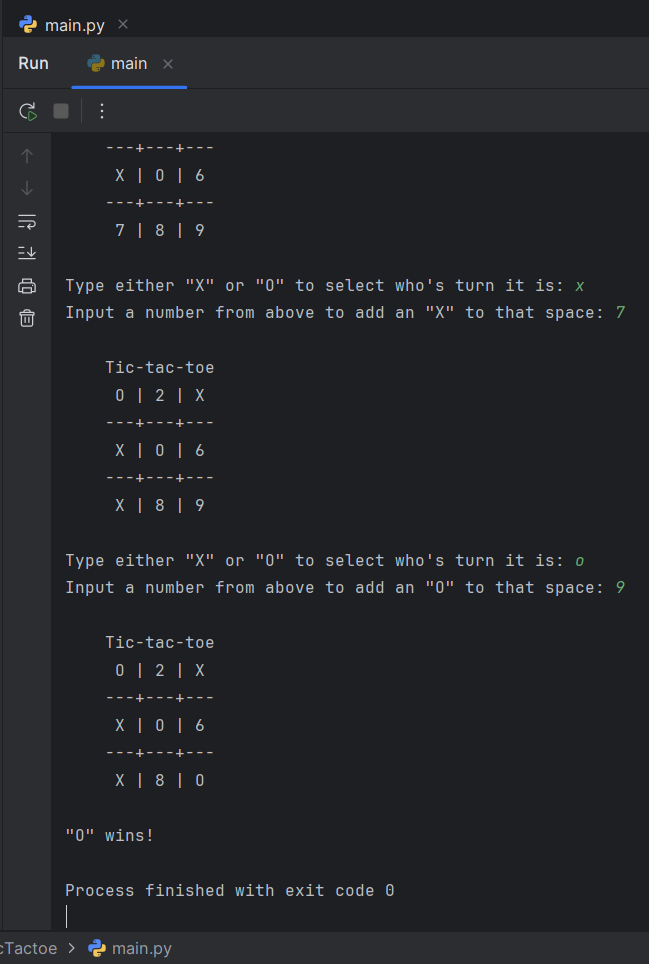 main.py ×
Run main ×
---+---+---
X | O | 6
---+---+---
7 | 8 | 9
Type either "X" or "O" to select who's turn it is: x
Input a number from above to add an "X" to that space: 7
Tic-tac-toe
O | 2 | X
---+---+---
X | O | 6
---+---+---
X | 8 | 9
Type either "X" or "O" to select who's turn it is: o
Input a number from above to add an "O" to that space: 9
Tic-tac-toe
O | 2 | X
---+---+---
X | O | 6
---+---+---
X | 8 | O
"O" wins!
Process finished with exit code 0
cTactoe > main.py